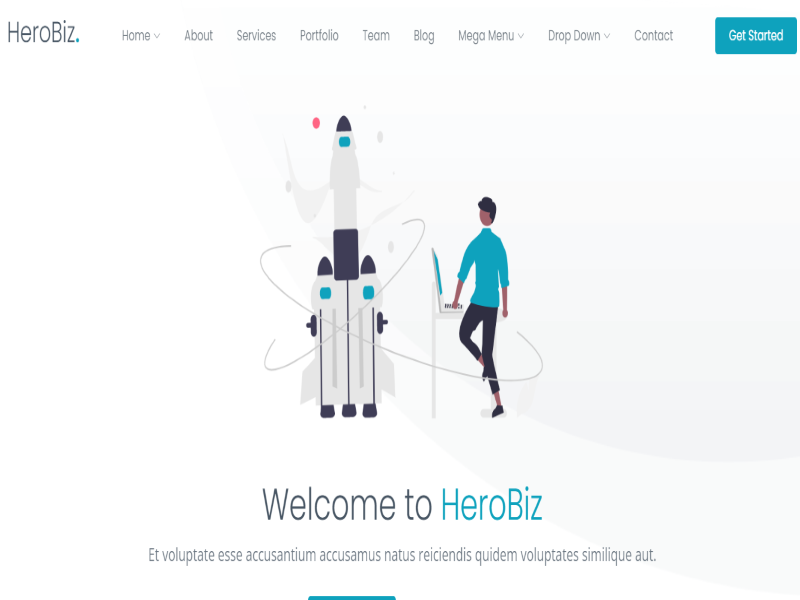 HeroBiz.
Home
About
Services
Portfolio
Team
Blog
Mega Menu
Drop Down
Contact
Get Started
Welcome to HeroBiz
Et voluptate esse accusantium accusamus natus reiciendis quidem voluptates similique aut.